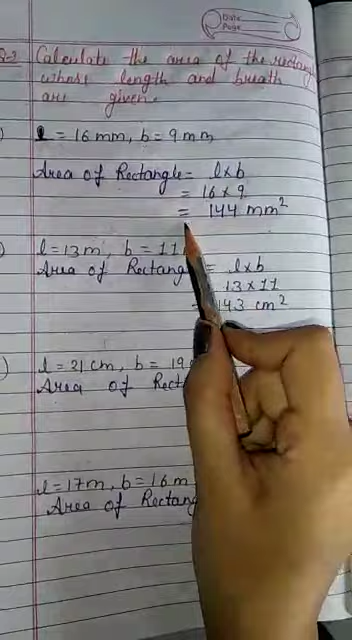 Date
Page
Q-2 Calculate the area of the rectangle
whose length and breath
are given.
l = 16 mm, b = 9 mm
Area of Rectangle = l x b
= 16 x 9
= 144 mm²
l = 13 m, b = 11
Area of Rectang = l x b
13 x 11
143 cm²
l = 21 cm, b = 19
Area of Rect
l = 17m, b = 16 m
Area of Rectang